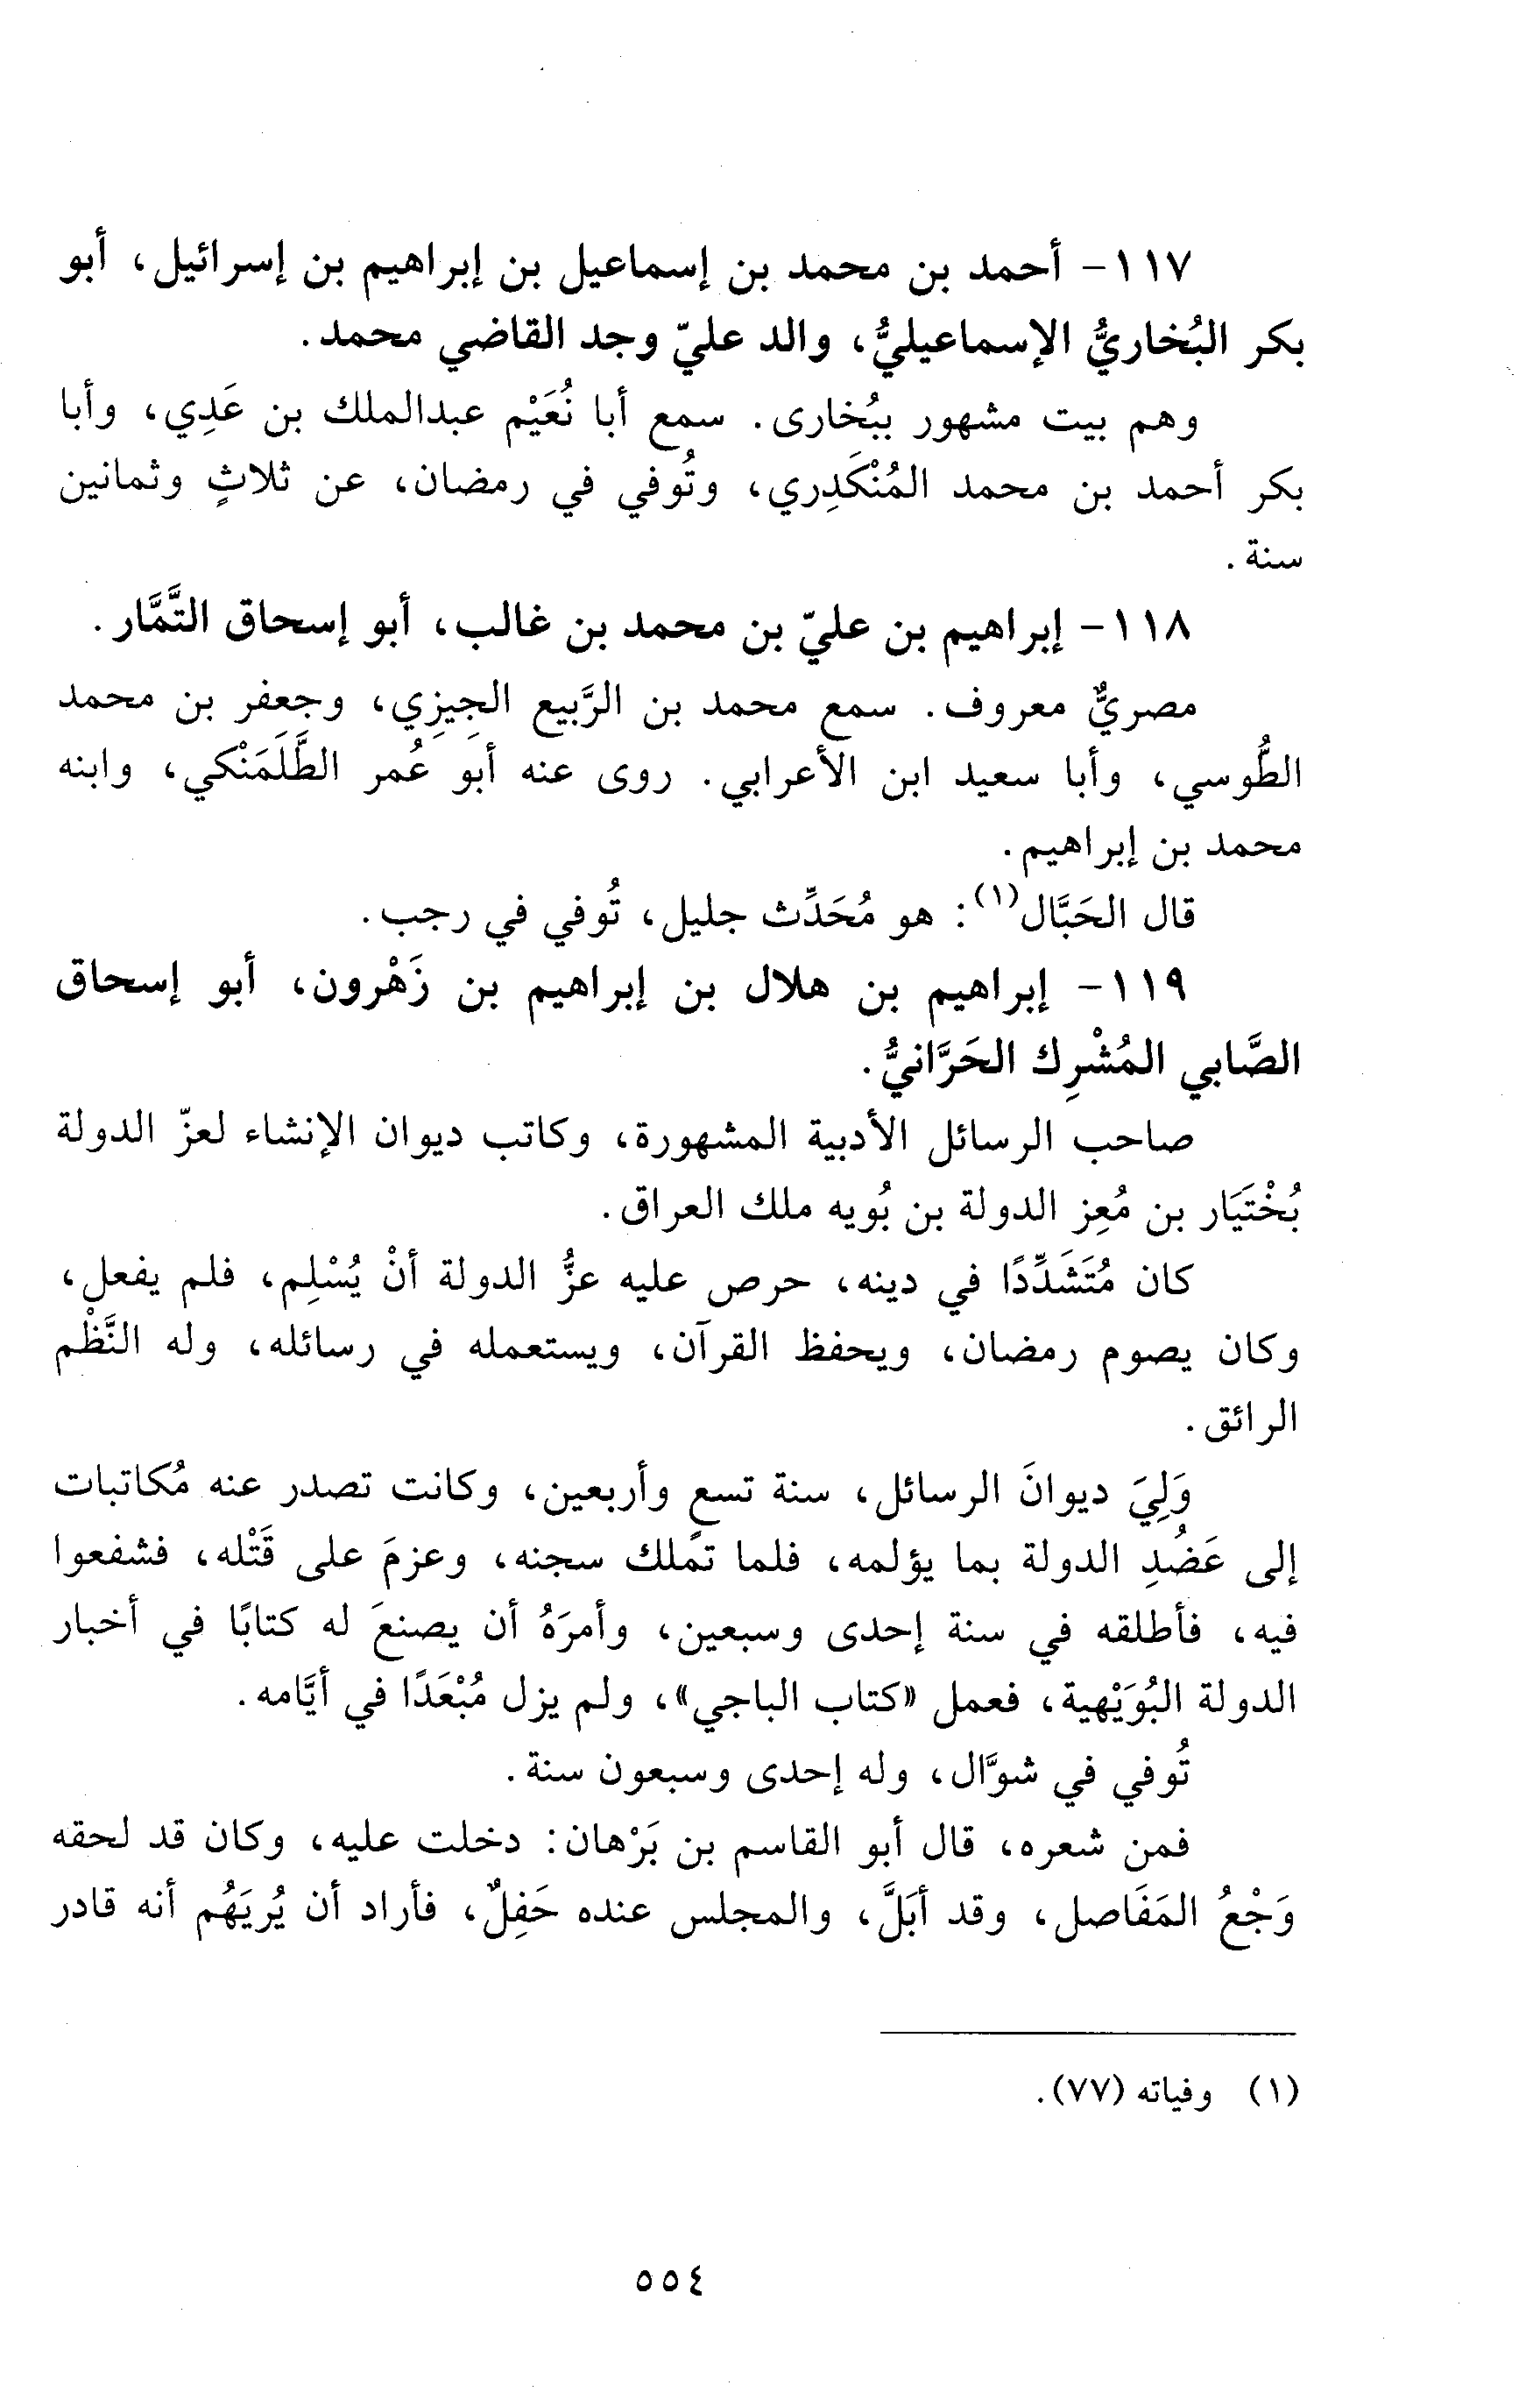 ١١٧- أحمد بن محمد بن إسماعيل بن إبراهيم بن إسرائيل، أبو
بكر البُخاريُّ الإسماعيليُّ، والد عليّ وجد القاضي محمد.
وهم بيت مشهور ببُخارى. سمع أبا نُعَيْم عبدالملك بن عَدِي، وأبا
بكر أحمد بن محمد المُنْكَدِري، وتُوفي في رمضان، عن ثلاثٍ وثمانين
سنة.
١١٨- إبراهيم بن عليّ بن محمد بن غالب، أبو إسحاق التَّمَّار.
مصريٌّ معروف. سمع محمد بن الرَّبيع الجِيزِي، وجعفر بن محمد
الطُّوسي، وأبا سعيد ابن الأعرابي. روى عنه أبو عُمر الطَّلَمَنْكي، وابنه
محمد بن إبراهيم.
قال الحَبَّال(١): هو مُحَدِّث جليل، تُوفي في رجب.
١١٩- إبراهيم بن هلال بن إبراهيم بن زَهْرون، أبو إسحاق
الصَّابي المُشْرِك الحَرَّانيُّ.
صاحب الرسائل الأدبية المشهورة، وكاتب ديوان الإنشاء لعزّ الدولة
بُخْتَيَار بن مُعِز الدولة بن بُويه ملك العراق.
كان مُتَشَدِّدًا في دينه، حرص عليه عزُّ الدولة أنْ يُسْلِم، فلم يفعل،
وكان يصوم رمضان، ويحفظ القرآن، ويستعمله في رسائله، وله النَّظْم
الرائق.
وَلِيَ ديوانَ الرسائل، سنة تسعٍ وأربعين، وكانت تصدر عنه مُكاتبات
إلى عَضُدِ الدولة بما يؤلمه، فلما تمَلك سجنه، وعزمَ على قَتْله، فشفعوا
فيه، فأطلقه في سنة إحدى وسبعين، وأمرَهُ أن يصنعَ له كتابًا في أخبار
الدولة البُوَيْهية، فعمل «كتاب الباجي»، ولم يزل مُبْعَدًا في أيَّامه.
تُوفي في شوَّال، وله إحدى وسبعون سنة.
فمن شعره، قال أبو القاسم بن بَرْهان: دخلت عليه، وكان قد لحقه
وَجْعُ المَفَاصل، وقد أبَلَّ، والمجلس عنده حَفِلٌ، فأراد أن يُريَهُم أنه قادر
(١) وفياته (٧٧).
٥٥٤